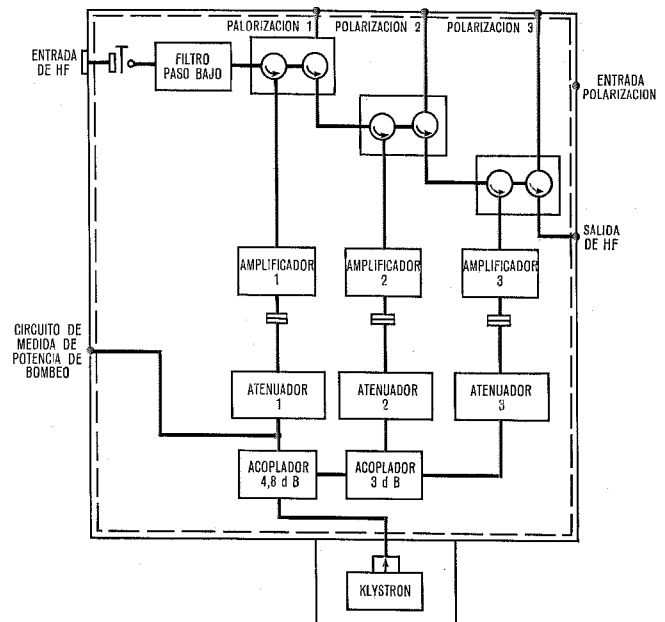 PALORIZACION 1
POLARIZACION 2
POLARIZACION 3
ENTRADA
DE HF
FILTRO
PASO BAJO
ENTRADA
POLARIZACION
SALIDA
DE HF
AMPLIFICADOR
1
AMPLIFICADOR
2
AMPLIFICADOR
3
CIRCUITO DE
MEDIDA DE
POTENCIA DE
BOMBEO
ATENUADOR
1
ATENUADOR
2
ATENUADOR
3
ACOPLADOR
4,8 d B
ACOPLADOR
3 d B
KLYSTRON